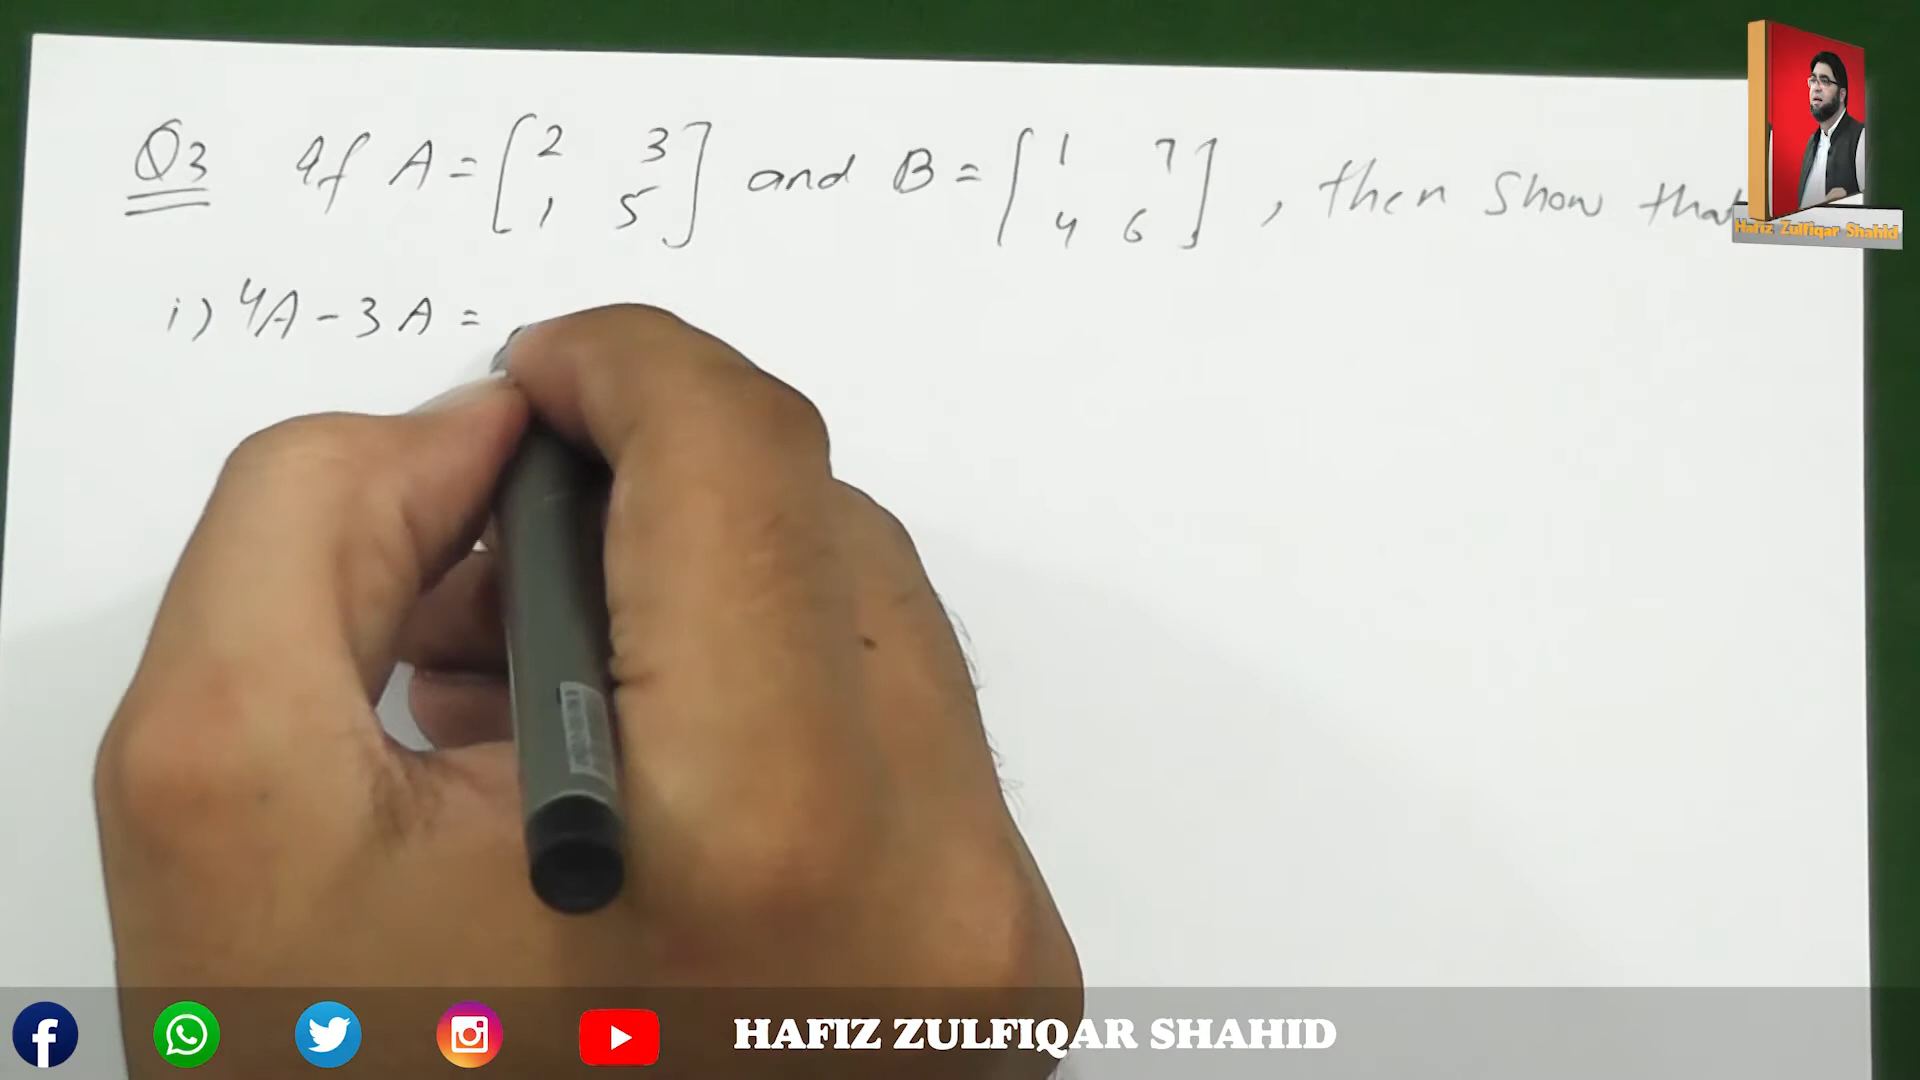 Q3 If A = [2 3 1 5] and B = [1 7 4 6], then show that
Hafiz Zulfiqar Shahid
i) 4A - 3A =
HAFIZ ZULFIQAR SHAHID